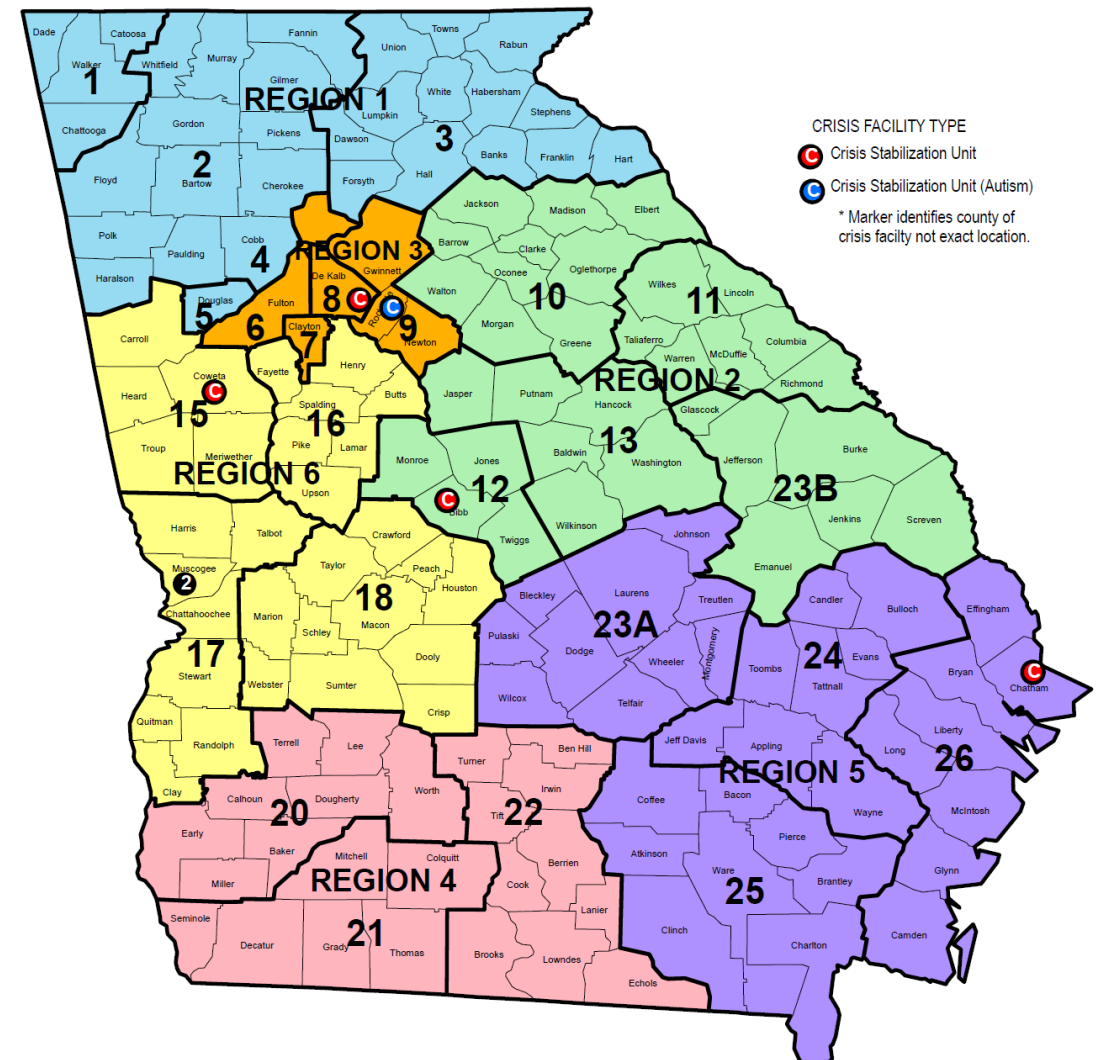 Dade
Catoosa
Fannin
Towns
Rabun
Union
Walker
Whitfield
Murray
Gilmer
1
REGION 1
White
Habersham
Lumpkin
Stephens
Chattooga
Gordon
Pickens
Dawson
3
Banks
Franklin
Hart
2
Floyd
Bartow
Cherokee
Forsyth
Hall
CRISIS FACILITY TYPE
C Crisis Stabilization Unit
C Crisis Stabilization Unit (Autism)
* Marker identifies county of
crisis facilty not exact location.
Jackson
Madison
Elbert
Polk
Paulding
Cobb
4
Haralson
Douglas
5
REGION 3
De Kalb
Gwinnett
8
C
C
9
Fulton
6
Clayton
7
Newton
Barrow
Clarke
Oconee
Oglethorpe
Walton
10
Morgan
Greene
Wilkes
Lincoln
11
Taliaferro
Warren
McDuffie
Columbia
Richmond
REGION 2
Carroll
Coweta
C
Heard
15
Fayette
Henry
Spalding
Butts
16
Troup
Meriwether
Pike
Lamar
REGION 6
Upson
Jasper
Putnam
Hancock
Glascock
13
Baldwin
Washington
Jefferson
Burke
23B
Monroe
Jones
12
C
Bibb
Twiggs
Wilkinson
Jenkins
Screven
Emanuel
Harris
Talbot
Muscogee
2
Chattahoochee
Crawford
Taylor
Peach
Houston
18
Marion
Schley
Macon
Dooly
17
Stewart
Webster
Sumter
Crisp
Quitman
Randolph
Clay
Johnson
Bleckley
Laurens
Treutlen
23A
Pulaski
Dodge
Wheeler
Montgomery
Wilcox
Telfair
Candler
Bulloch
Effingham
24
Toombs
Evans
Tattnall
Bryan
C
Chatham
Liberty
Long
26
McIntosh
Jeff Davis
Appling
REGION 5
Bacon
Wayne
Coffee
Pierce
Atkinson
Ware
25
Brantley
Glynn
Clinch
Charlton
Camden
Terrell
Lee
Turner
Ben Hill
Calhoun
20
Dougherty
Worth
Irwin
Tift
22
Early
Baker
Mitchell
Colquitt
Berrien
Miller
REGION 4
Cook
Lanier
Seminole
Decatur
Grady
21
Thomas
Brooks
Lowndes
Echols